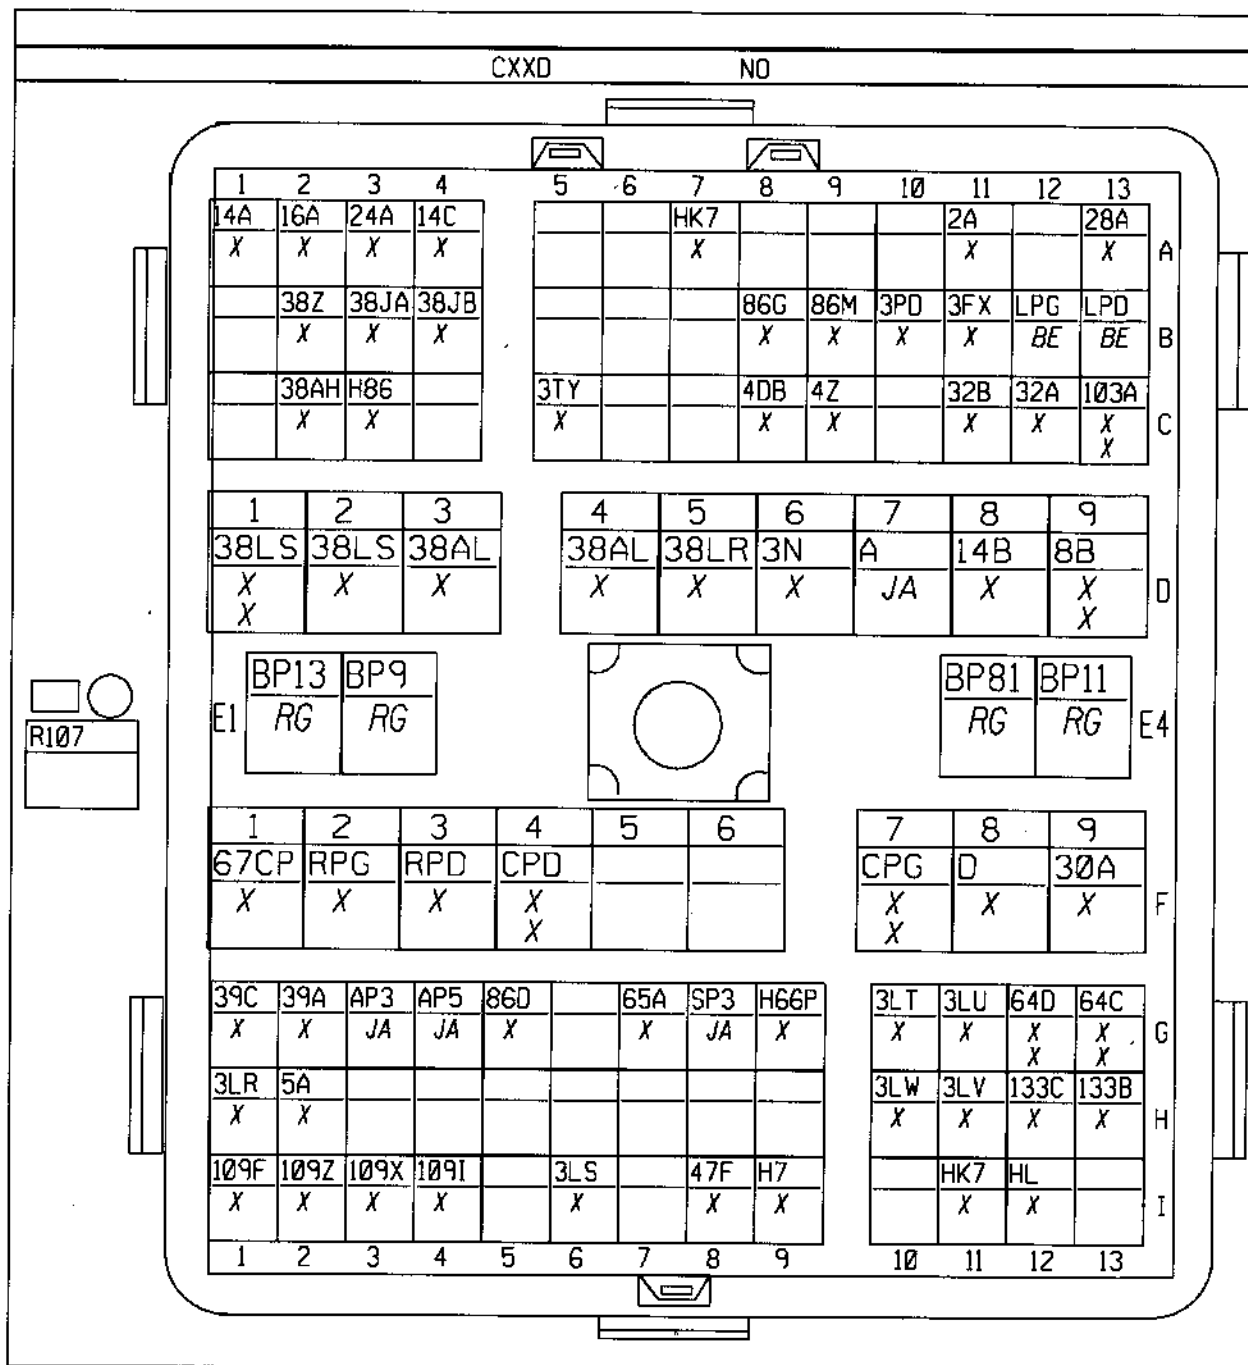 CXXD NO
1 2 3 4 5 6 7 8 9 10 11 12 13
14A 16A 24A 14C HK7 2A 28A
X X X X X X X A
38Z 38JA 38JB 86G 86M 3PD 3FX LPG LPD
X X X X X X X BE BE B
38AH H86 3TY 4DB 4Z 32B 32A 103A
X X X X X X X X C
X
1 2 3 4 5 6 7 8 9
38LS 38LS 38AL 38AL 38LR 3N A 14B 8B
X X X X X X JA X X D
X X
BP13 BP9 BP81 BP11
E1 RG RG RG RG E4
R107
1 2 3 4 5 6 7 8 9
67CP RPG RPD CPD CPG D 30A
X X X X X X X F
X X
39C 39A AP3 AP5 86D 65A SP3 H66P 3LT 3LU 64D 64C
X X JA JA X X JA X X X X X G
X X
3LR 5A 3LW 3LV 133C 133B
X X X X X X H
109F 109Z 109X 109I 3LS 47F H7 HK7 HL
X X X X X X X X X I
1 2 3 4 5 6 7 8 9 10 11 12 13